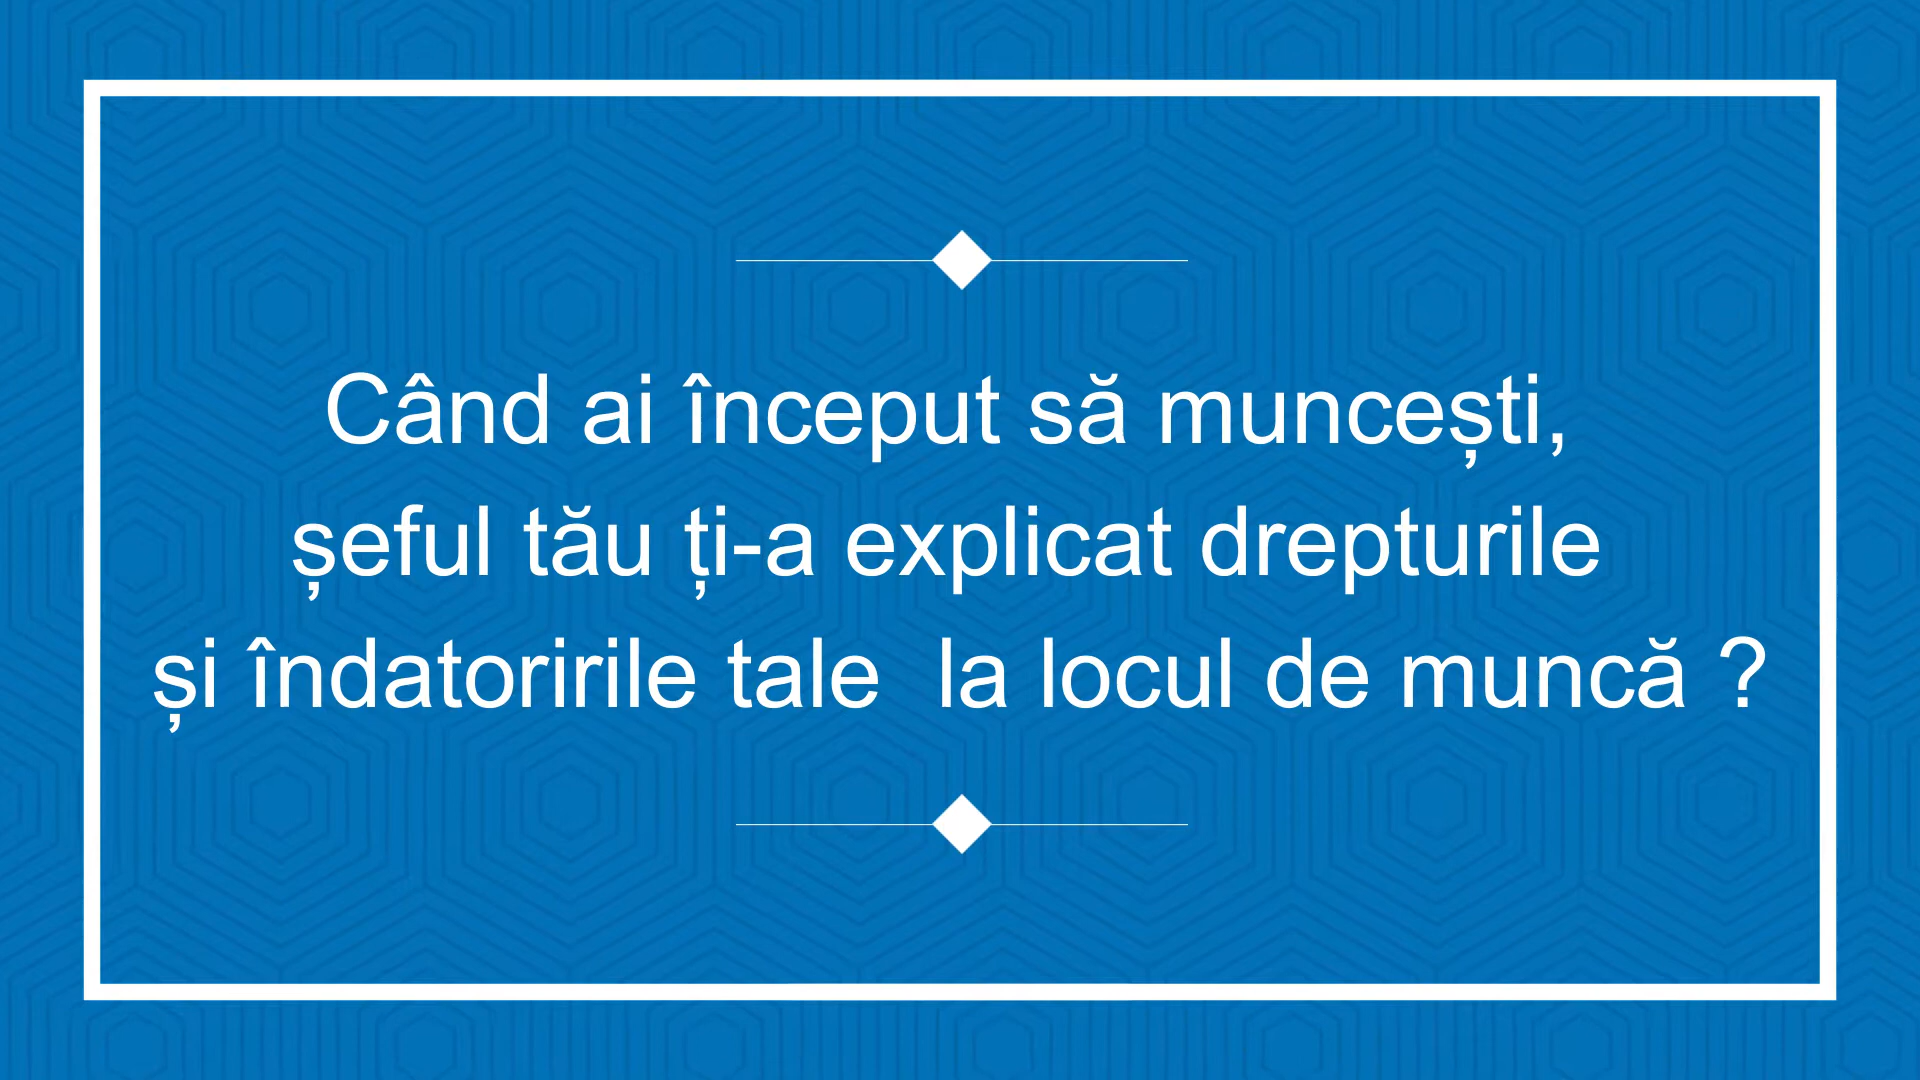 Când ai început să muncești,
șeful tău ți-a explicat drepturile
și îndatoririle tale  la locul de muncă ?